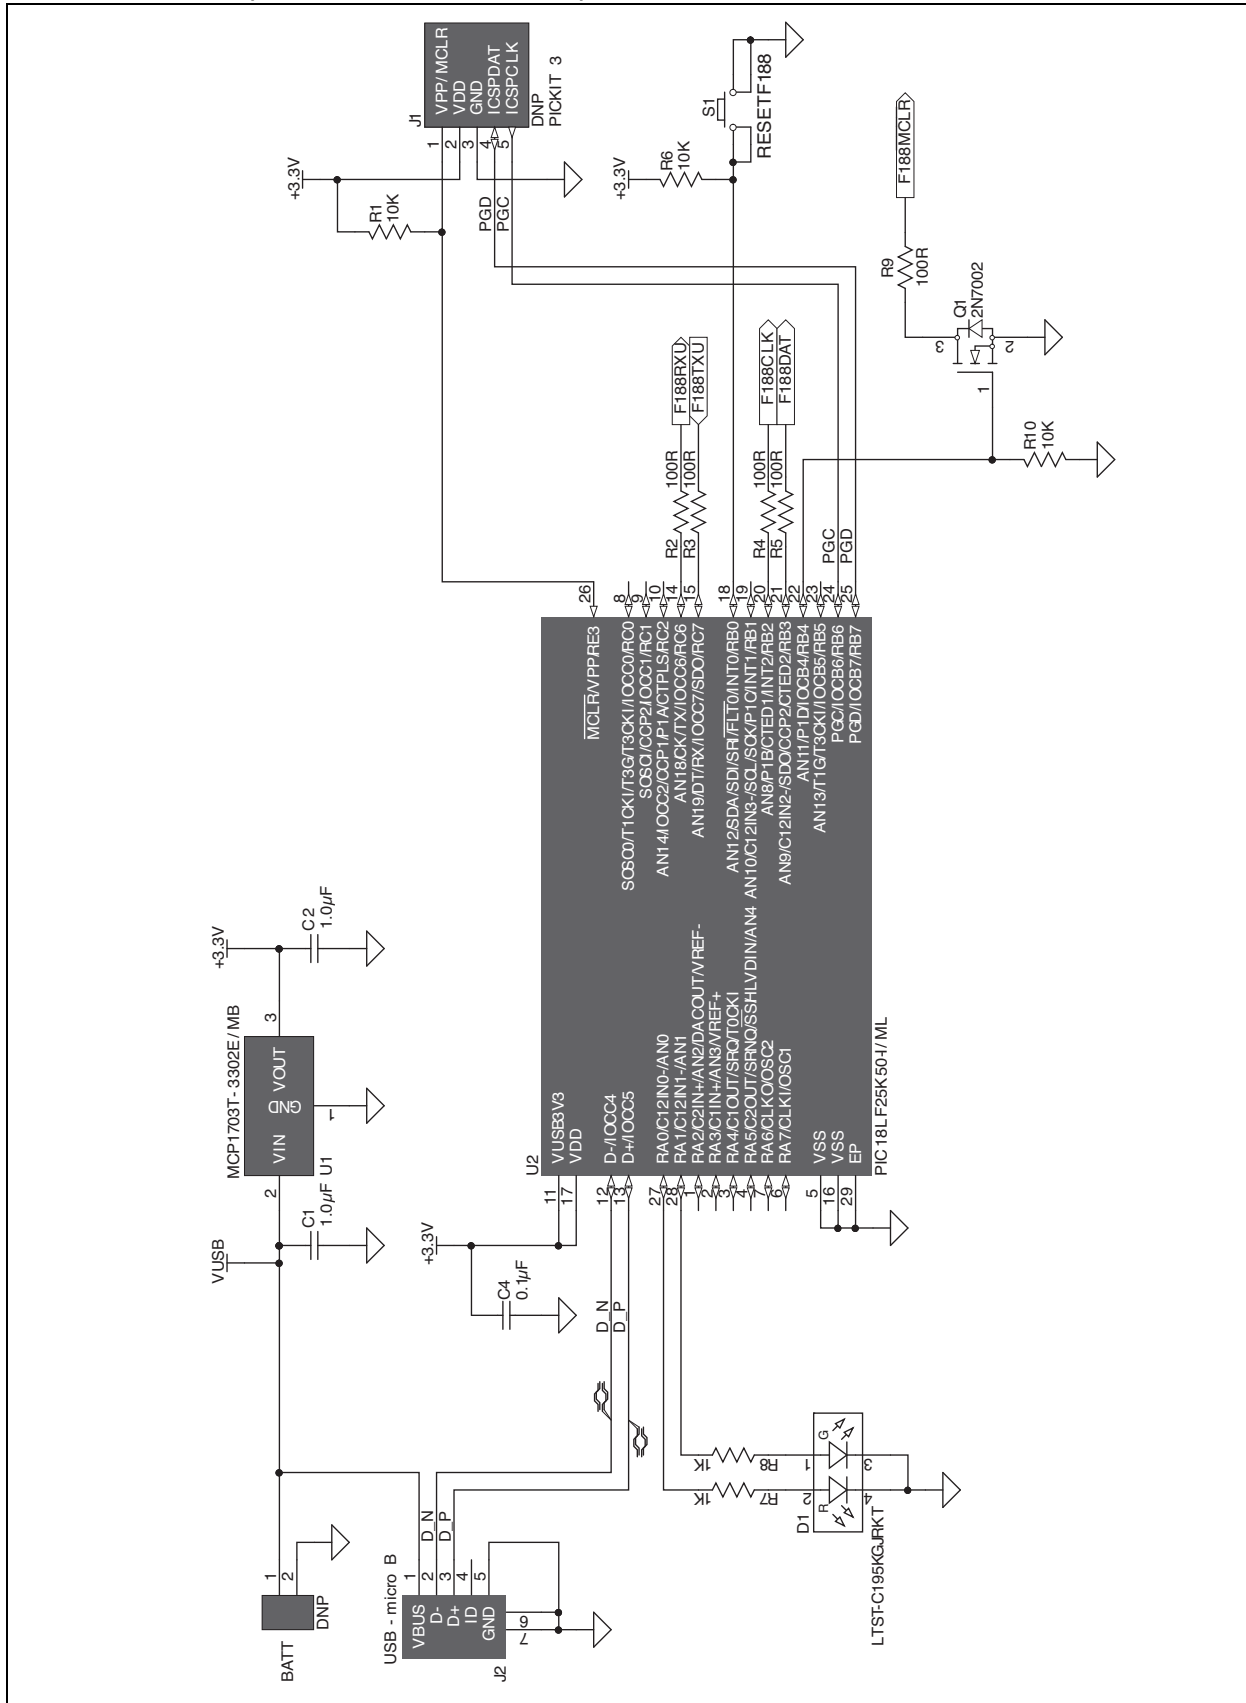 BATT
DNP
1
2
USB - micro B
J2
VBUS
D-
D+
ID
GND
1
2
3
4
5
6
7
D_N
D_P
VUSB
C1
1.0µF
MCP1703T-3302E/MB
U1
VIN
GND
VOUT
2
1
3
+3.3V
C2
1.0µF
+3.3V
C4
0.1µF
D_N
D_P
U2
PIC18LF25K50-I/ML
11
17
12
13
27
28
1
2
3
4
7
6
5
16
29
VUSB3V3
VDD
D-/IOCC4
D+/IOCC5
RA0/C12IN0-/AN0
RA1/C12IN1-/AN1
RA2/C2IN+/AN2/DACOUT/VREF-
RA3/C1IN+/AN3/VREF+
RA4/C1OUT/SRQ/T0CKI
RA5/C2OUT/SRNQ/SS/HLVDIN/AN4
RA6/CLKO/OSC2
RA7/CLKI/OSC1
VSS
VSS
EP
MCLR/VPP/RE3
SOSCO/T1CKI/T3G/T3CKI/IOCC0/RC0
SOSCI/CCP2/IOCC1/RC1
AN14/IOCC2/CCP1/P1A/CTPLS/RC2
AN18/CK/TX/IOCC6/RC6
AN19/DT/RX/IOCC7/SDO/RC7
AN12/SDA/SDI/SRI/FLT0/INT0/RB0
AN10/C12IN3-/SCL/SCK/P1C/INT1/RB1
AN8/P1B/CTED1/INT2/RB2
AN9/C12IN2-/SDO/CCP2/CTED2/RB3
AN11/P1D/IOCB4/RB4
AN13/T1G/T3CKI/IOCB5/RB5
PGC/IOCB6/RB6
PGD/IOCB7/RB7
26
8
9
10
14
15
18
19
20
21
22
23
24
25
PGC
PGD
R2
100R
R3
100R
R4
100R
R5
100R
F188RXU
F188TXU
F188CLK
F188DAT
1K
R8
1K
R7
D1
1
2
3
4
G
R
LTST-C195KGJRKT
+3.3V
R1
10K
J1
1
2
3
4
5
VPP/MCLR
VDD
GND
ICSPDAT
ICSPCLK
DNP
PICKIT 3
PGD
PGC
+3.3V
R6
10K
S1
RESETF188
F188MCLR
R9
100R
Q1
2N7002
3
2
1
R10
10K